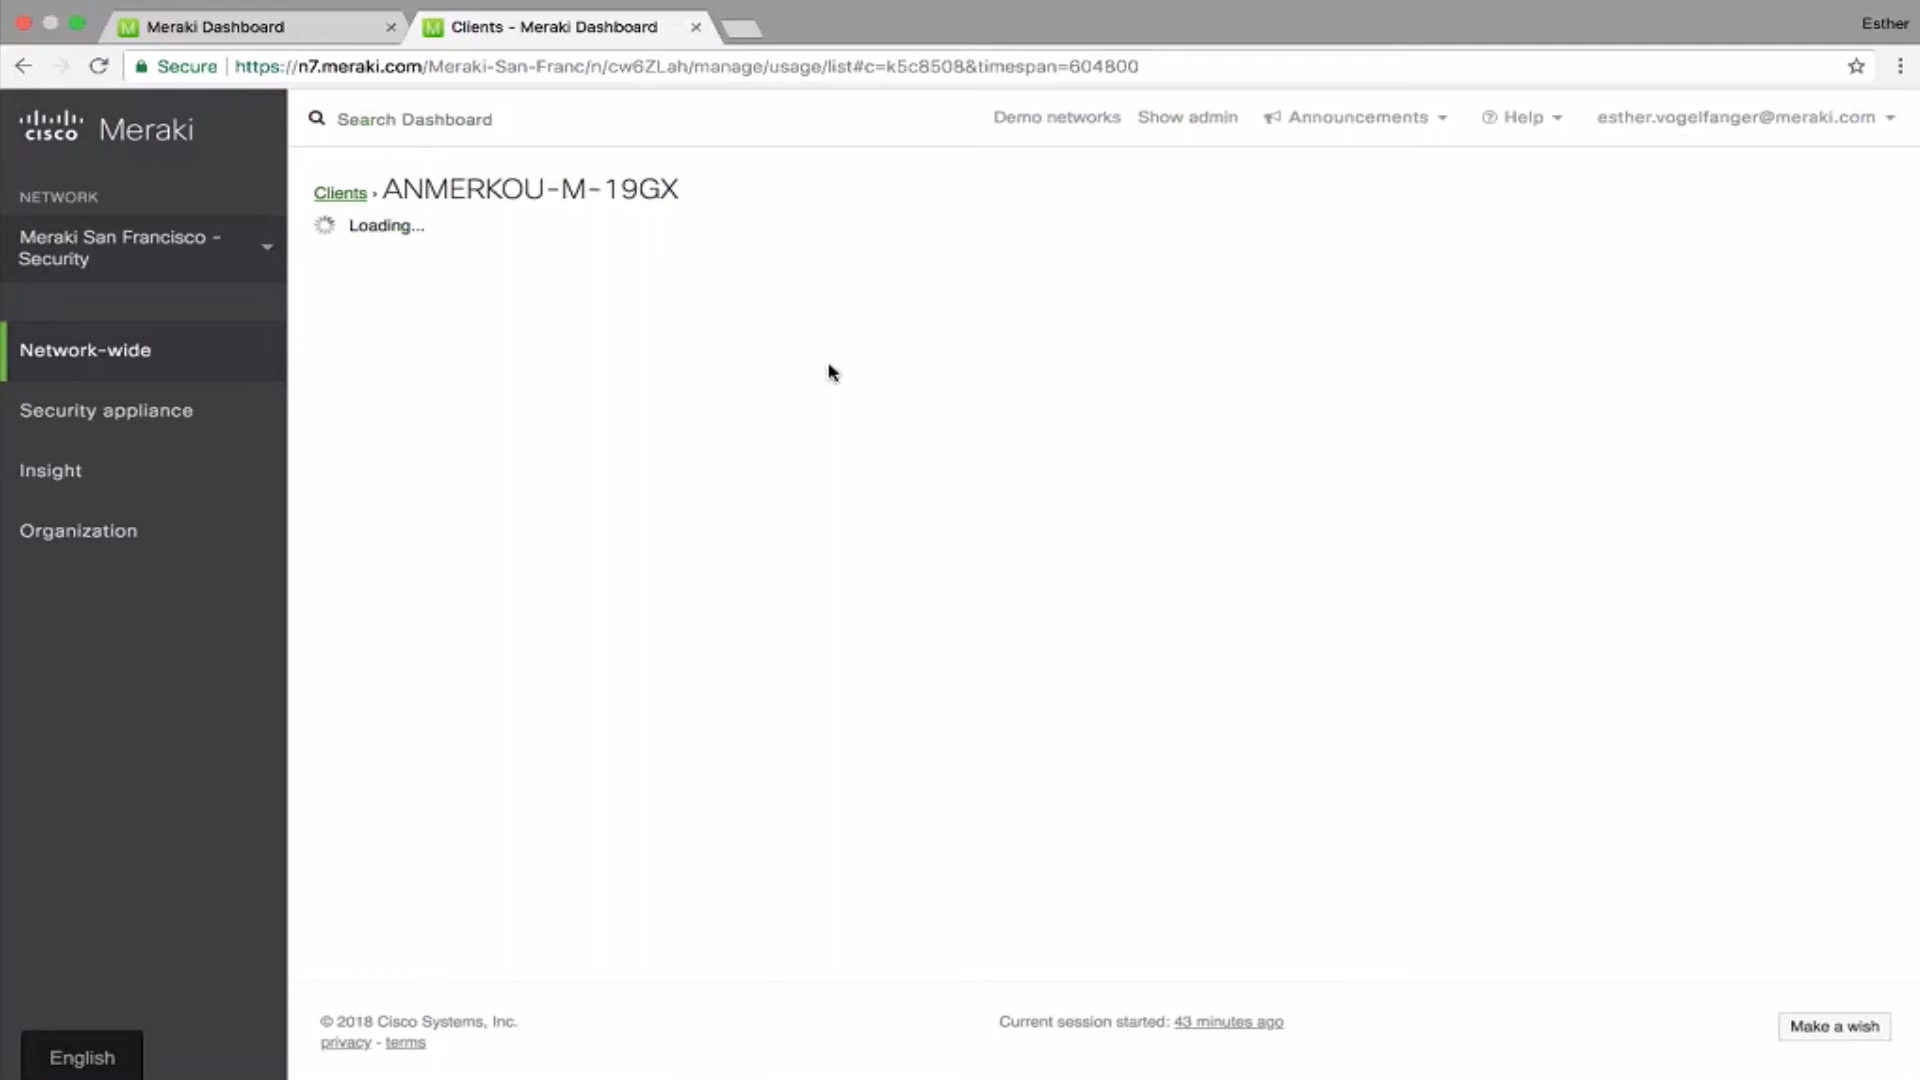 Meraki Dashboard
Clients - Meraki Dashboard
Esther
Secure
https://n7.meraki.com/Meraki-San-Franc/n/cw6ZLah/manage/usage/list#c=k5c8508&timespan=604800
cisco Meraki
Search Dashboard
Demo networks
Show admin
Announcements
Help
esther.vogelfanger@meraki.com
NETWORK
Meraki San Francisco -
Security
Network-wide
Security appliance
Insight
Organization
English
Clients › ANMERKOU-M-19GX
Loading...
© 2018 Cisco Systems, Inc.
privacy - terms
Current session started: 43 minutes ago
Make a wish